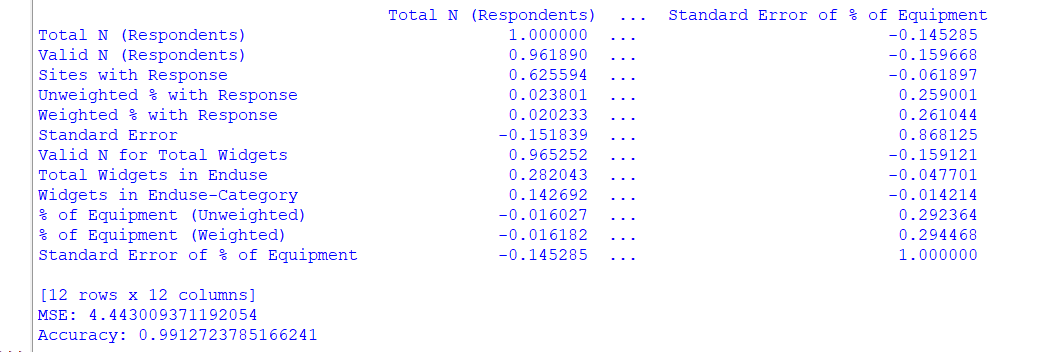 Total N (Respondents) ... Standard Error of % of Equipment
Total N (Respondents) 1.000000 ... -0.145285
Valid N (Respondents) 0.961890 ... -0.159668
Sites with Response 0.625594 ... -0.061897
Unweighted % with Response 0.023801 ... 0.259001
Weighted % with Response 0.020233 ... 0.261044
Standard Error -0.151839 ... 0.868125
Valid N for Total Widgets 0.965252 ... -0.159121
Total Widgets in Enduse 0.282043 ... -0.047701
Widgets in Enduse-Category 0.142692 ... -0.014214
% of Equipment (Unweighted) -0.016027 ... 0.292364
% of Equipment (Weighted) -0.016182 ... 0.294468
Standard Error of % of Equipment -0.145285 ... 1.000000
[12 rows x 12 columns]
MSE: 4.443009371192054
Accuracy: 0.9912723785166241